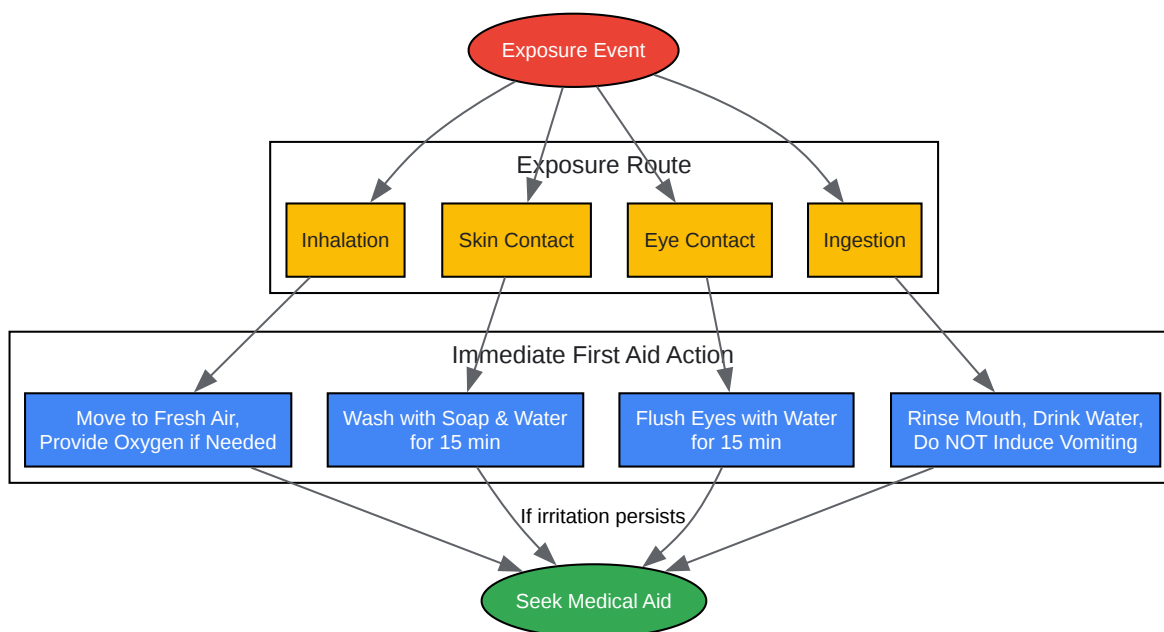 Exposure Event
Exposure Route
Inhalation
Skin Contact
Eye Contact
Ingestion
Immediate First Aid Action
Move to Fresh Air,
Provide Oxygen if Needed
Wash with Soap & Water
for 15 min
Flush Eyes with Water
for 15 min
Rinse Mouth, Drink Water,
Do NOT Induce Vomiting
If irritation persists
Seek Medical Aid